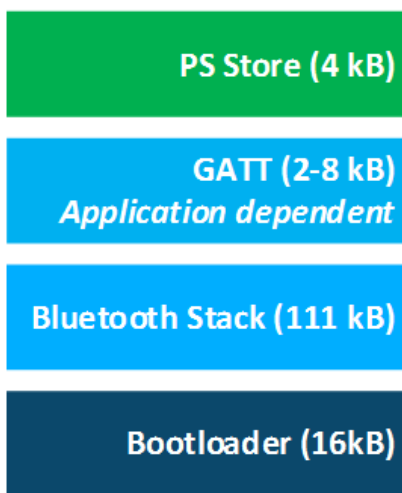 PS Store (4 kB)
GATT (2-8 kB)
Application dependent
Bluetooth Stack (111 kB)
Bootloader (16kB)